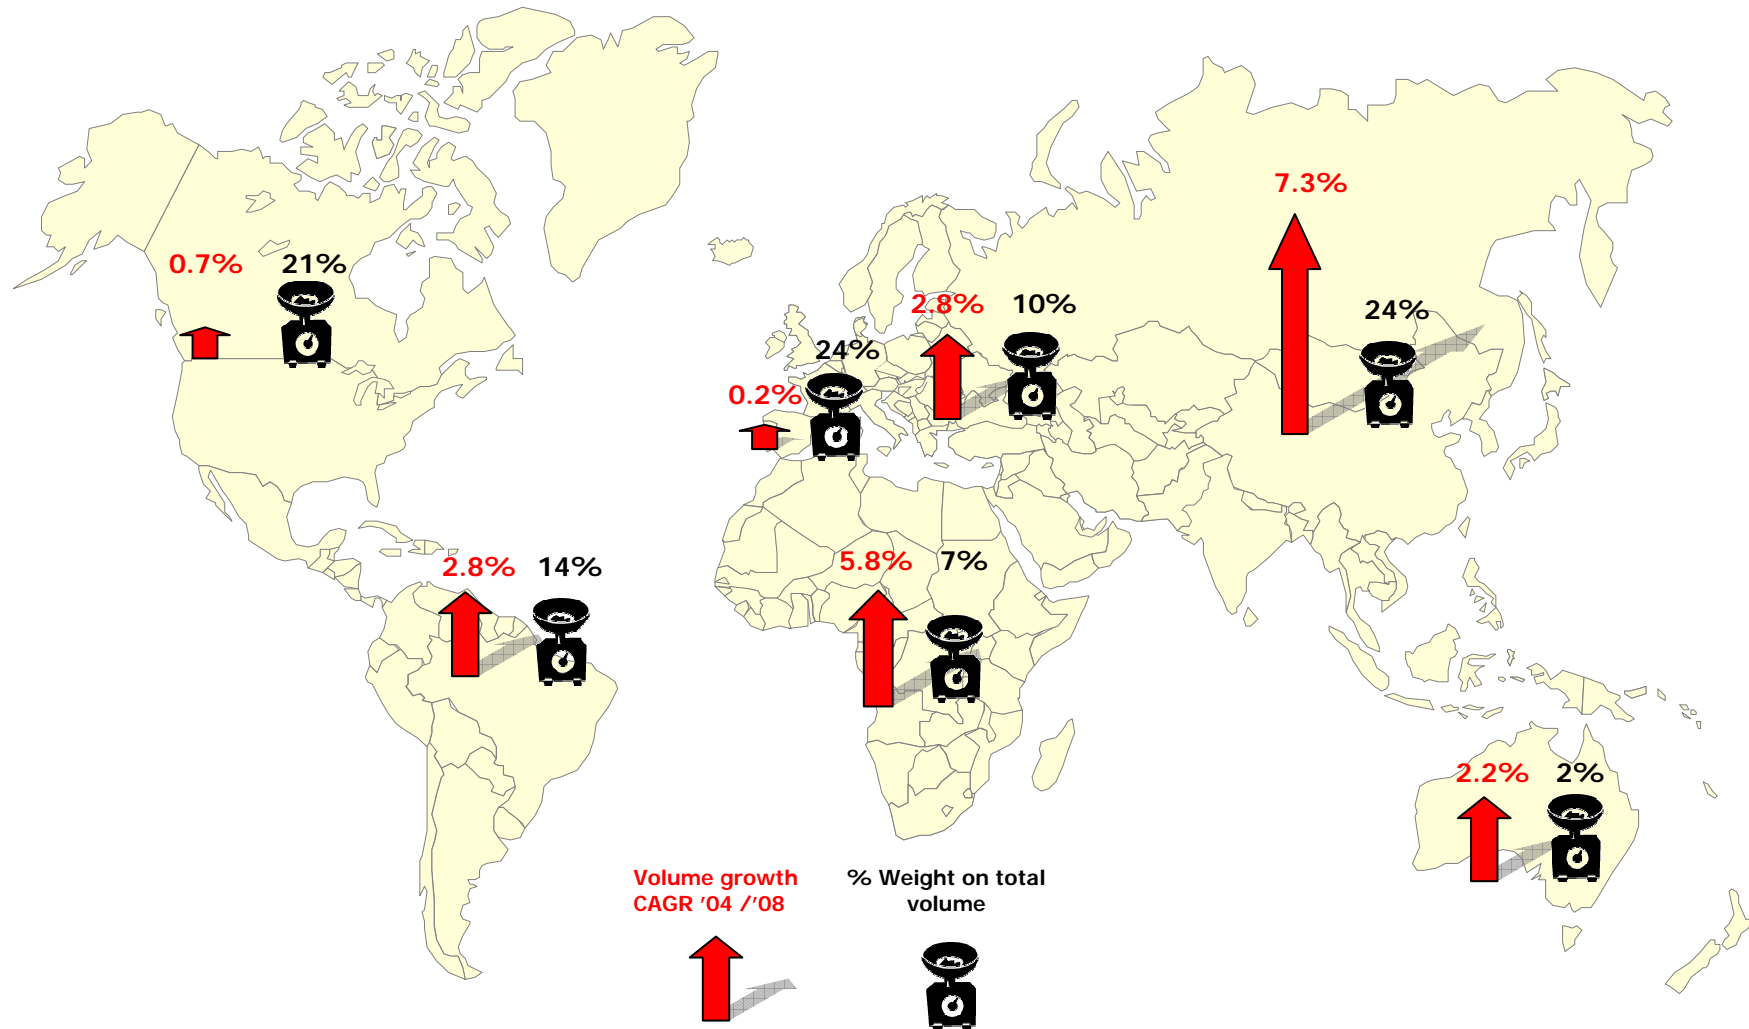 7.3%
0.7% 21%
2.8% 10%
24%
24%
0.2%
2.8% 14%
5.8% 7%
2.2% 2%
Volume growth
CAGR '04 /'08
% Weight on total
volume